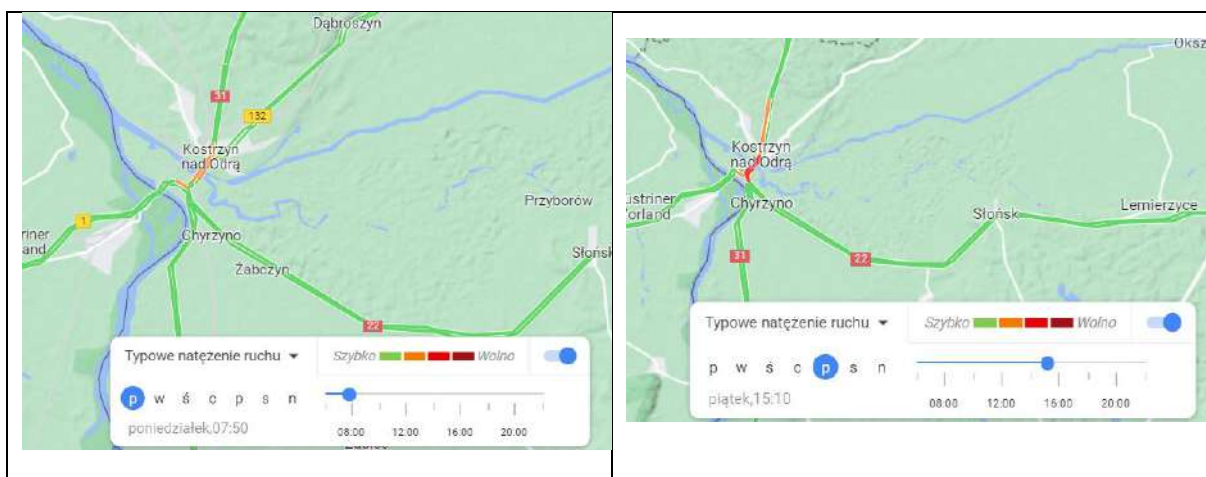 Dąbroszyn
31
132
Kostrzyn
nad Odrą
Przyborów
1
riner
and
Chyrzyno
Słońsk
Żabczyn
22
Typowe natężenie ruchu
Szybko
Wolno
p w ś c p s n
poniedziałek,07:50
08:00 12:00 16:00 20:00
Oksz
Kostrzyn
nad Odrą
ustriner
orland
Chyrzyno
Słońsk
Lemierzyce
31
22
Typowe natężenie ruchu
Szybko
Wolno
p w ś c p s n
piątek,15:10
08:00 12:00 16:00 20:00